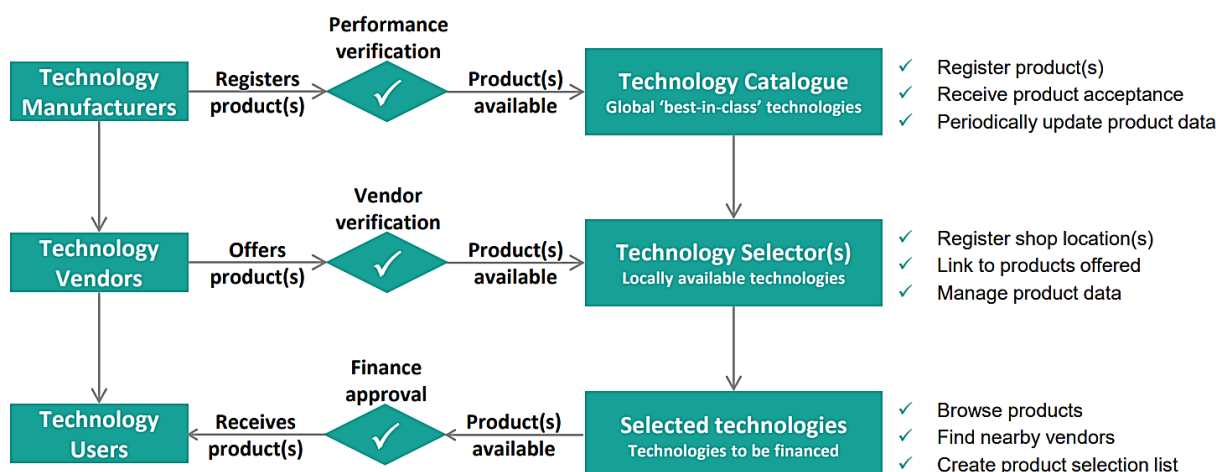 Performance
verification
Technology
Manufacturers
Registers
product(s)
✓
Product(s)
available
Technology Catalogue
Global ‘best-in-class’ technologies
✓ Register product(s)
✓ Receive product acceptance
✓ Periodically update product data
Vendor
verification
Technology
Vendors
Offers
product(s)
✓
Product(s)
available
Technology Selector(s)
Locally available technologies
✓ Register shop location(s)
✓ Link to products offered
✓ Manage product data
Finance
approval
Technology
Users
Receives
product(s)
✓
Product(s)
available
Selected technologies
Technologies to be financed
✓ Browse products
✓ Find nearby vendors
✓ Create product selection list